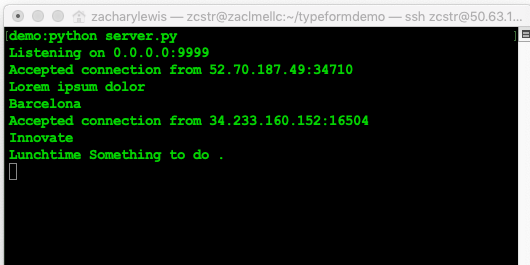 zacharylewis — zcstr@zaclmellc:~/typeformdemo — ssh zcstr@50.63.1...
[demo:python server.py ]
Listening on 0.0.0.0:9999
Accepted connection from 52.70.187.49:34710
Lorem ipsum dolor
Barcelona
Accepted connection from 34.233.160.152:16504
Innovate
Lunchtime Something to do .